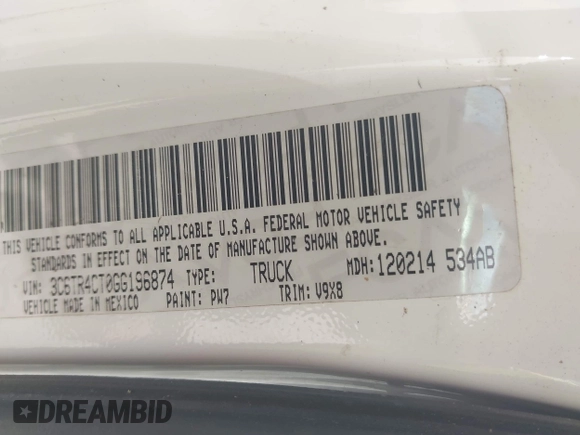 THIS VEHICLE CONFORMS TO ALL APPLICABLE U.S.A. FEDERAL MOTOR VEHICLE SAFETY
STANDARDS IN EFFECT ON THE DATE OF MANUFACTURE SHOWN ABOVE.
VIN: 3C6TR4CT0GG196874 TYPE: TRUCK MDH: 120214 534AB
VEHICLE MADE IN MEXICO PAINT: PW7 TRIM: V9X8
DREAMBID